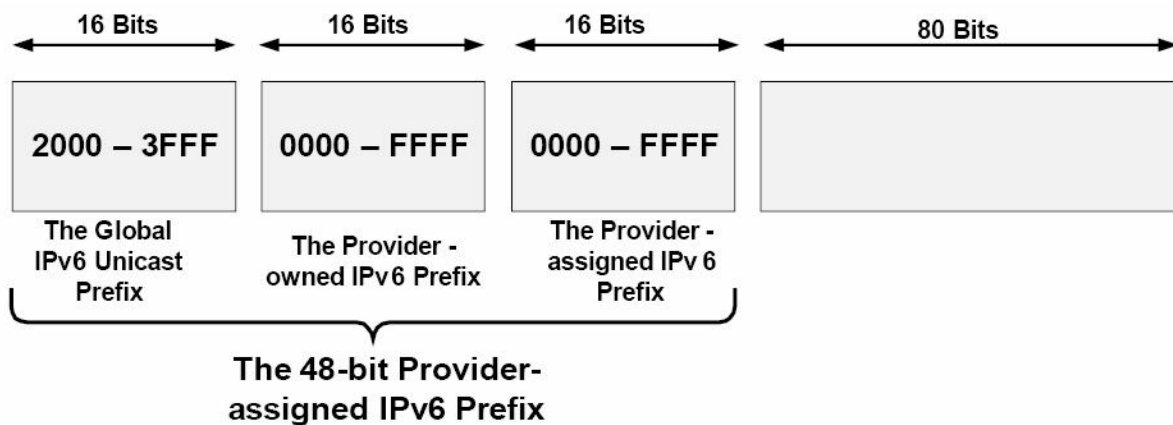 16 Bits 16 Bits 16 Bits 80 Bits
2000 – 3FFF 0000 – FFFF 0000 – FFFF
The Global
IPv6 Unicast
Prefix
The Provider -
owned IPv6 Prefix
The Provider -
assigned IPv 6
Prefix
The 48-bit Provider-
assigned IPv6 Prefix